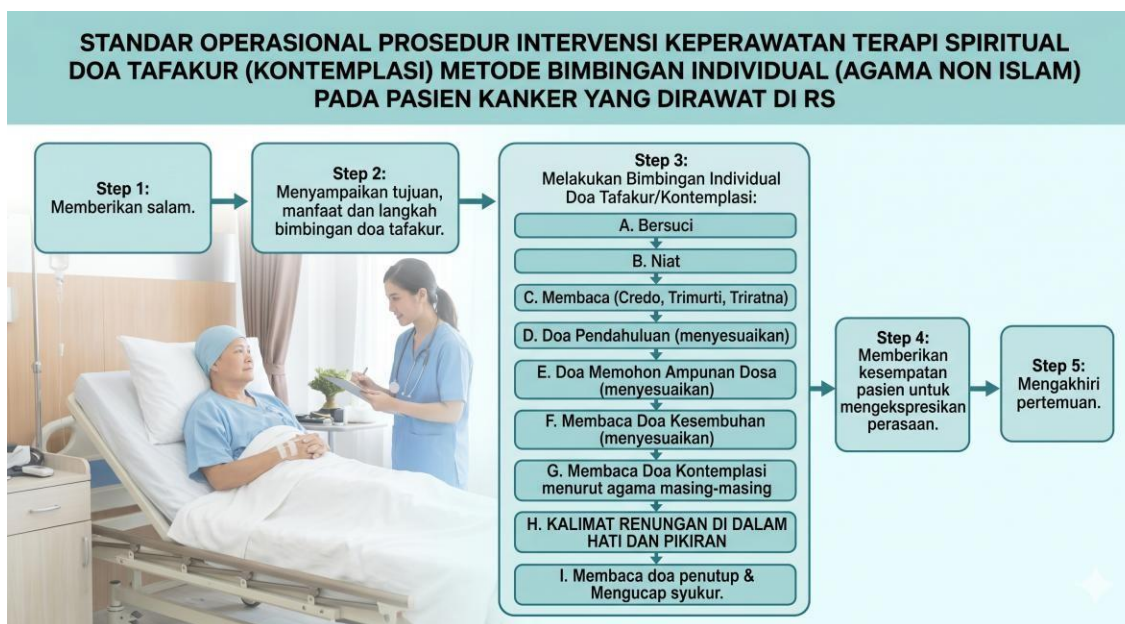 STANDAR OPERASIONAL PROSEDUR INTERVENSI KEPERAWATAN TERAPI SPIRITUAL
DOA TAFAKUR (KONTEMPLASI) METODE BIMBINGAN INDIVIDUAL (AGAMA NON ISLAM)
PADA PASIEN KANKER YANG DIRAWAT DI RS
Step 1:
Memberikan salam.
Step 2:
Menyampaikan tujuan,
manfaat dan langkah
bimbingan doa tafakur.
Step 3:
Melakukan Bimbingan Individual
Doa Tafakur/Kontemplasi:
A. Bersuci
B. Niat
C. Membaca (Credo, Trimurti, Triratna)
D. Doa Pendahuluan (menyesuaikan)
E. Doa Memohon Ampunan Dosa
(menyesuaikan)
F. Membaca Doa Kesembuhan
(menyesuaikan)
G. Membaca Doa Kontemplasi
menurut agama masing-masing
H. KALIMAT RENUNGAN DI DALAM
HATI DAN PIKIRAN
I. Membaca doa penutup &
Mengucap syukur.
Step 4:
Memberikan
kesempatan
pasien untuk
mengekspresikan
perasaan.
Step 5:
Mengakhiri
pertemuan.